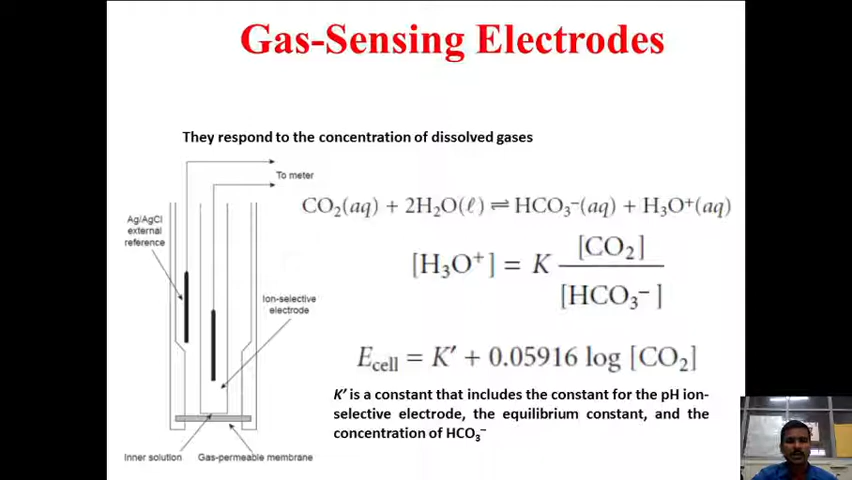 Gas-Sensing Electrodes
They respond to the concentration of dissolved gases
To meter
Ag/AgCl
external
reference
Ion-selective
electrode
Inner solution
Gas-permeable membrane
CO₂(aq) + 2H₂O(ℓ) ⇌ HCO₃⁻(aq) + H₃O⁺(aq)
[H₃O⁺] = K [CO₂] / [HCO₃⁻]
E_cell = K′ + 0.05916 log [CO₂]
K′ is a constant that includes the constant for the pH ion-
selective electrode, the equilibrium constant, and the
concentration of HCO₃⁻